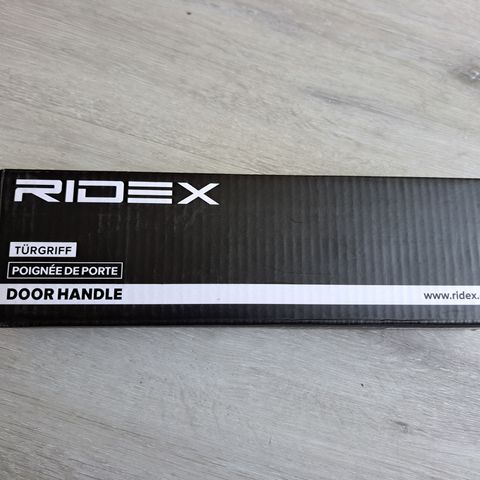 RIDEX
TÜRGRIFF
POIGNÉE DE PORTE
DOOR HANDLE
www.ridex.